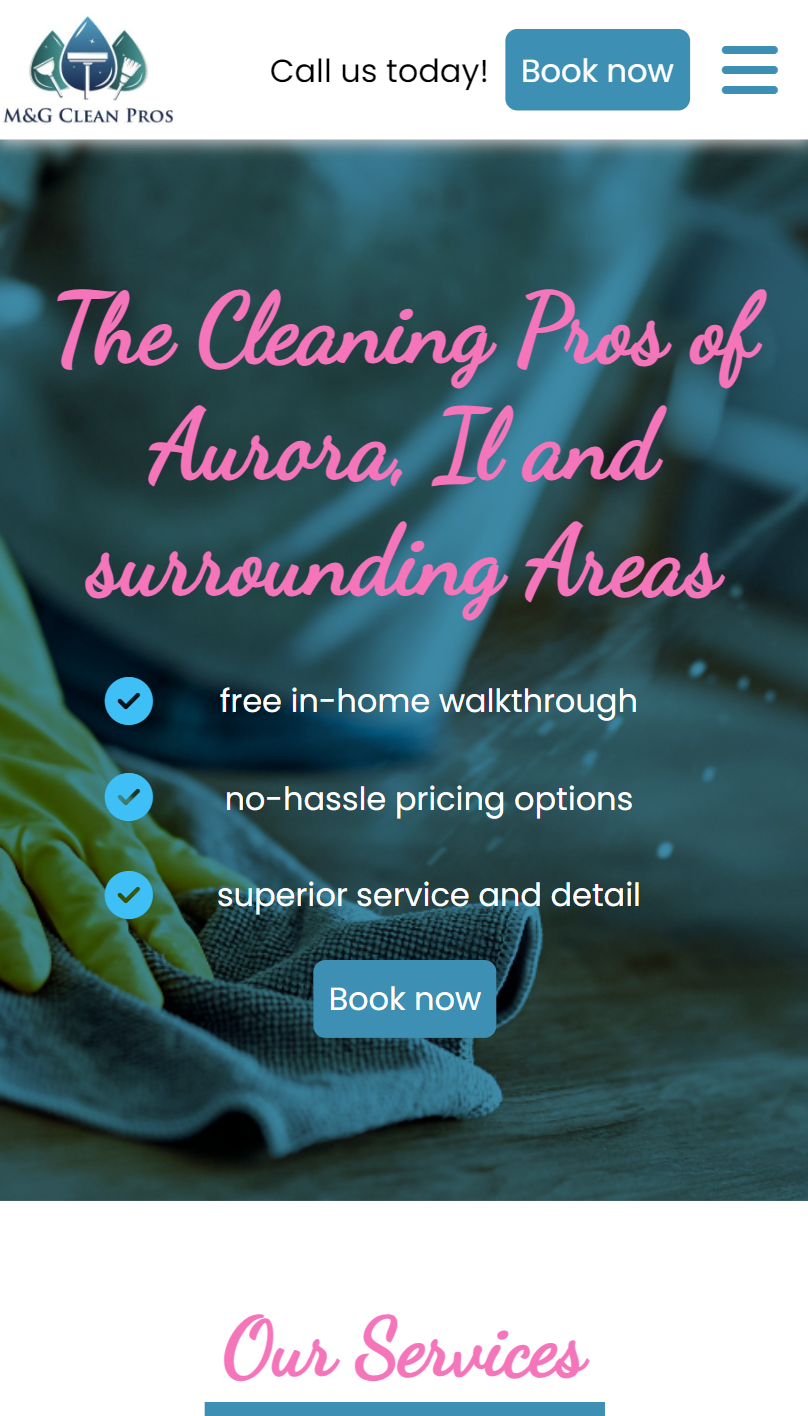 M&G Clean Pros
Call us today!
Book now
The Cleaning Pros of
Aurora, Il and
surrounding Areas
free in-home walkthrough
no-hassle pricing options
superior service and detail
Book now
Our Services